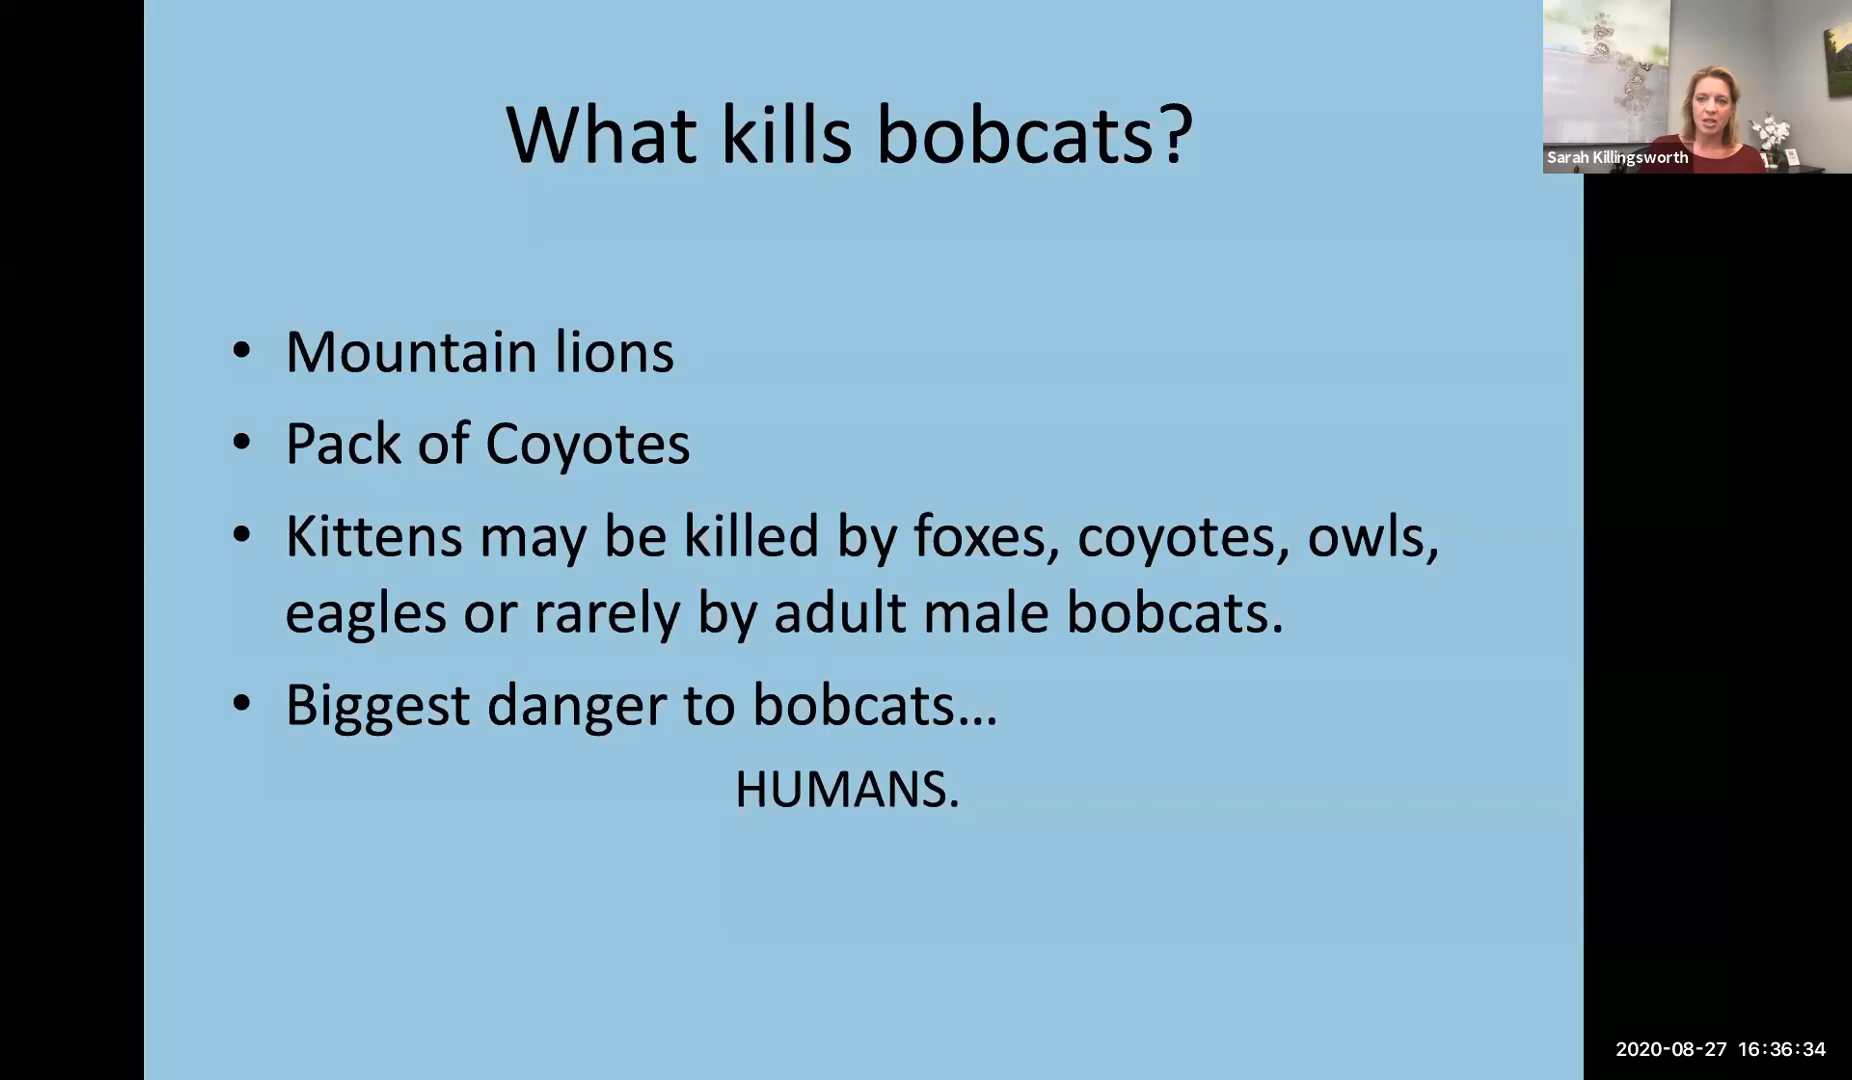 What kills bobcats?
Sarah Killingsworth
• Mountain lions
• Pack of Coyotes
• Kittens may be killed by foxes, coyotes, owls,
eagles or rarely by adult male bobcats.
• Biggest danger to bobcats...
HUMANS.
2020-08-27 16:36:34